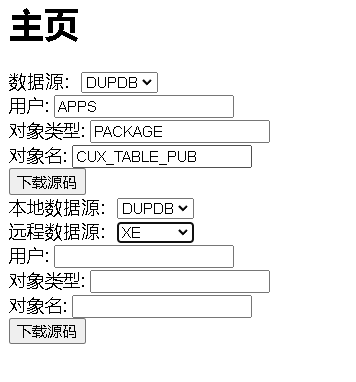 主页
数据源： DUPDB
用户: APPS
对象类型: PACKAGE
对象名: CUX_TABLE_PUB
下载源码
本地数据源： DUPDB
远程数据源： XE
用户:
对象类型:
对象名:
下载源码